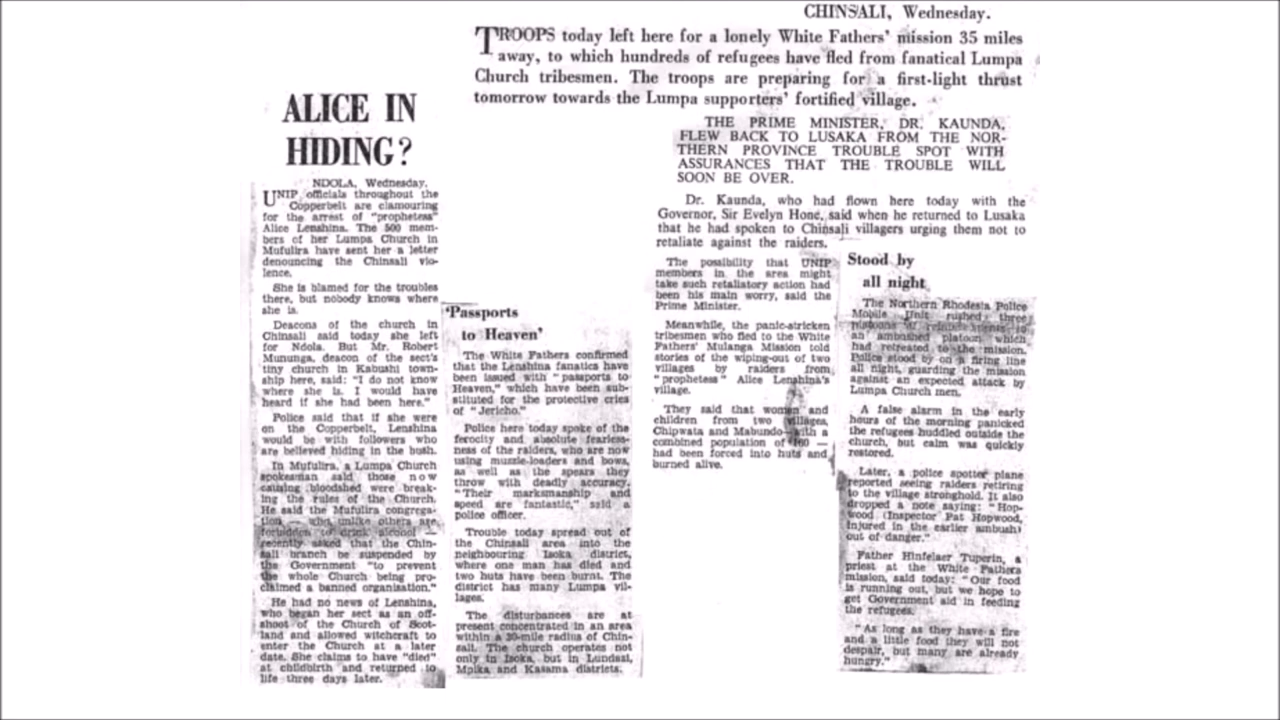 CHINSALI, Wednesday.
TROOPS today left here for a lonely White Fathers' mission 35 miles
away, to which hundreds of refugees have fled from fanatical Lumpa
Church tribesmen. The troops are preparing for a first-light thrust
tomorrow towards the Lumpa supporters' fortified village.
ALICE IN
HIDING?
NDOLA, Wednesday.
UNIP officials throughout the
Copperbelt are clamouring
for the arrest of "prophetess"
Alice Lenshina. The 500 mem-
bers of her Lumpa Church in
Mufulira have sent her a letter
denouncing the Chinsali vio-
lence.
She is blamed for the troubles
there, but nobody knows where
she is.
Deacons of the church in
Chinsali said today she left
for Ndola. But Mr. Robert
Mununga, deacon of the sect's
tiny church in Kabushi town-
ship here, said: "I do not know
where she is. I would have
heard if she had been here."
Police said that if she were
on the Copperbelt, Lenshina
would be with followers who
are believed hiding in the bush.
In Mufulira, a Lumpa Church
spokesman said those now
causing bloodshed were break-
ing the rules of the Church.
He said the Mufulira congrega-
tion — who unlike others are
forbidden to drink alcohol —
recently asked that the Chin-
sali branch be suspended by
the Government "to prevent
the whole Church being pro-
claimed a banned organisation."
He had no news of Lenshina,
who began her sect as an off-
shoot of the Church of Scot-
land and allowed witchcraft to
enter the Church at a later
date. She claims to have "died"
at childbirth and returned to
life three days later.
'Passports
to Heaven'
The White Fathers confirmed
that the Lenshina fanatics have
been issued with "passports to
Heaven," which have been sub-
stituted for the protective cries
of "Jericho."
Police here today spoke of the
ferocity and absolute fearless-
ness of the raiders, who are now
using muzzle-loaders and bows,
as well as the spears they
throw with deadly accuracy.
"Their marksmanship and
speed are fantastic," said a
police officer.
Trouble today spread out of
the Chinsali area into the
neighbouring Isoka district,
where one man has died and
two huts have been burnt. The
district has many Lumpa vil-
lages.
The disturbances are at
present concentrated in an area
within a 30-mile radius of Chin-
sali. The church operates not
only in Isoka, but in Lundazi,
Mpika and Kasama districts.
THE PRIME MINISTER, DR. KAUNDA,
FLEW BACK TO LUSAKA FROM THE NOR-
THERN PROVINCE TROUBLE SPOT WITH
ASSURANCES THAT THE TROUBLE WILL
SOON BE OVER.
Dr. Kaunda, who had flown here today with the
Governor, Sir Evelyn Hone, said when he returned to Lusaka
that he had spoken to Chinsali villagers urging them not to
retaliate against the raiders.
The possibility that UNIP
members in the area might
take such retaliatory action had
been his main worry, said the
Prime Minister.
Meanwhile, the panic-stricken
tribesmen who fled to the White
Fathers' Mulanga Mission told
stories of the wiping-out of two
villages by raiders from
"prophetess" Alice Lenshina's
village.
They said that women and
children from two villages,
Chipwata and Mabundo—with a
combined population of —
had been forced into huts and
burned alive.
Stood by
all night
The Northern Rhodesia Police
Mobile Unit rushed three
platoons of reinforcements to
an ambushed platoon which
had retreated to the mission.
Police stood by on a firing line
all night, guarding the mission
against an expected attack by
Lumpa Church men.
A false alarm in the early
hours of the morning panicked
the refugees huddled outside the
church, but calm was quickly
restored.
Later, a police spotter plane
reported seeing raiders retiring
to the village stronghold. It also
dropped a note saying: "Hop-
wood (Inspector Pat Hopwood,
injured in the earlier ambush)
out of danger."
Father Hinfelaer Tuperin, a
priest at the White Fathers
mission, said today: "Our food
is running out, but we hope to
get Government aid in feeding
the refugees.
"As long as they have a fire
and a little food they will not
despair, but many are already
hungry."